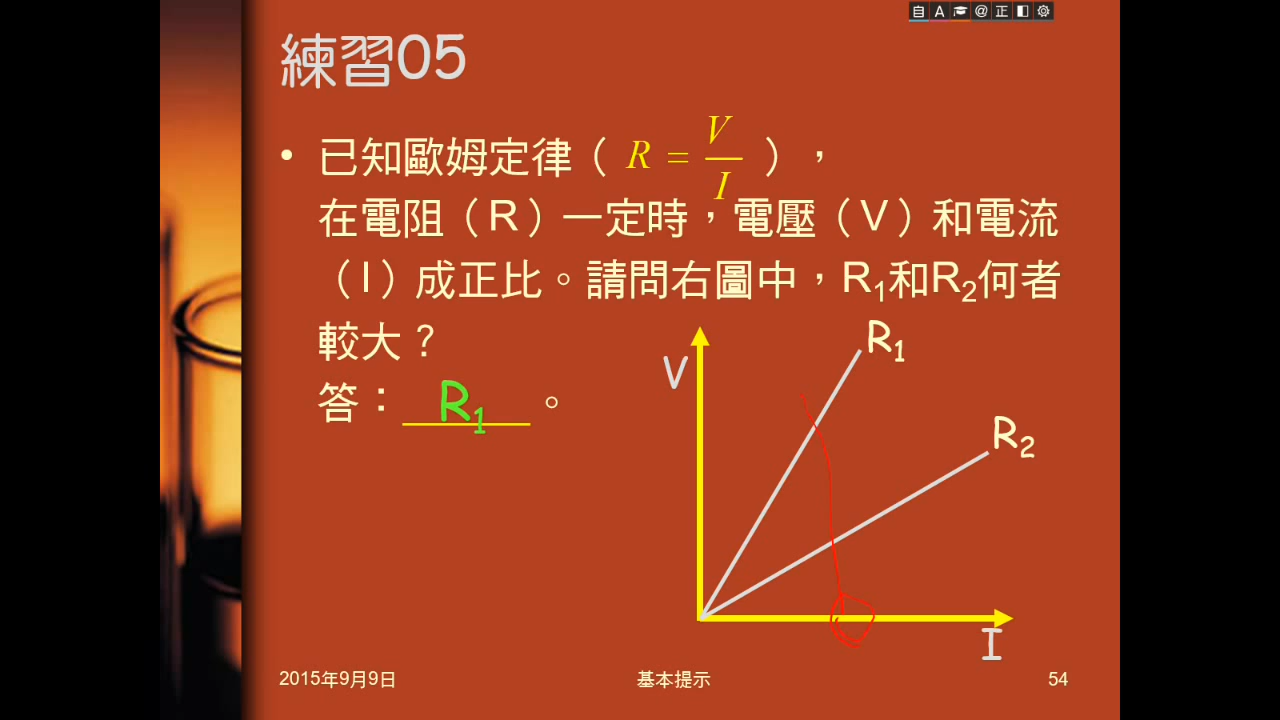 自 A @ 正
練習05
• 已知歐姆定律（ R = V/I ），
在電阻（R）一定時，電壓（V）和電流
（I）成正比。請問右圖中，R₁和R₂何者
較大？
答：R₁。
V
R₁
R₂
I
2015年9月9日 基本提示 54